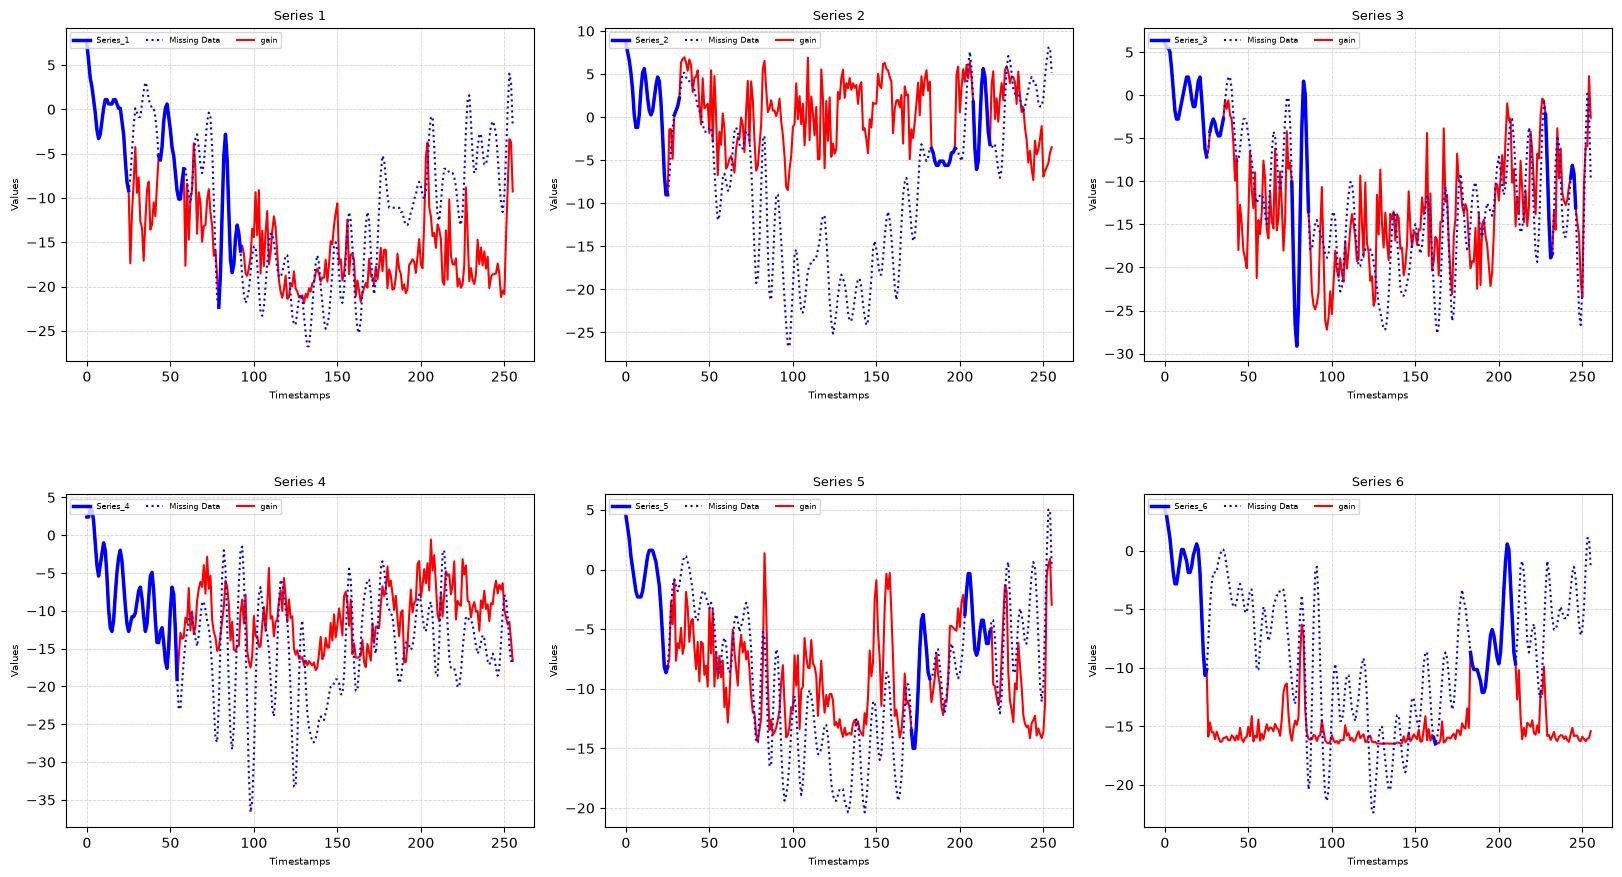 Series 1
Series_1 Missing Data gain
5
0
−5
−10
−15
−20
−25
Values
0 50 100 150 200 250
Timestamps
Series 2
Series_2 Missing Data gain
10
5
0
−5
−10
−15
−20
−25
Values
0 50 100 150 200 250
Timestamps
Series 3
Series_3 Missing Data gain
5
0
−5
−10
−15
−20
−25
−30
Values
0 50 100 150 200 250
Timestamps
Series 4
Series_4 Missing Data gain
5
0
−5
−10
−15
−20
−25
−30
−35
Values
0 50 100 150 200 250
Timestamps
Series 5
Series_5 Missing Data gain
5
0
−5
−10
−15
−20
Values
0 50 100 150 200 250
Timestamps
Series 6
Series_6 Missing Data gain
0
−5
−10
−15
−20
Values
0 50 100 150 200 250
Timestamps